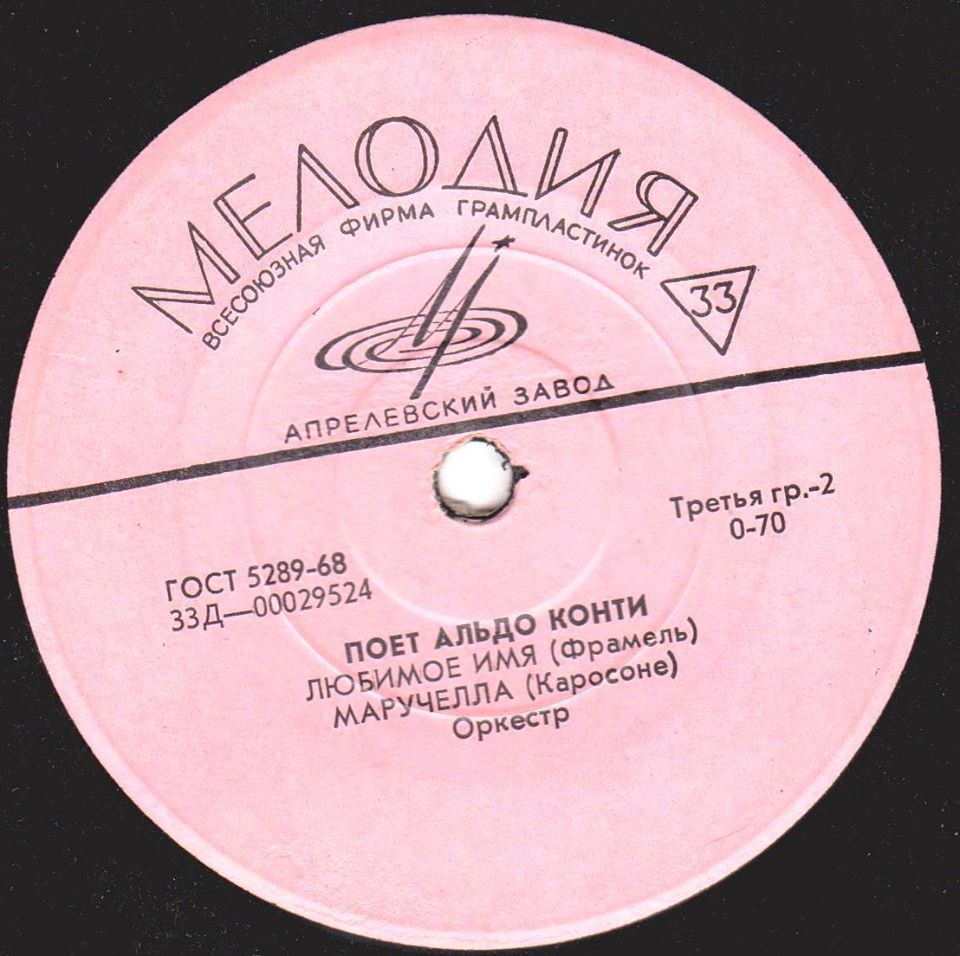 МЕЛОДИЯ
ВСЕСОЮЗНАЯ ФИРМА ГРАМПЛАСТИНОК
33
АПРЕЛЕВСКИЙ ЗАВОД
Третья гр.-2
0-70
ГОСТ 5289-68
33Д—00029524
ПОЕТ АЛЬДО КОНТИ
ЛЮБИМОЕ ИМЯ (Фрамель)
МАРУЧЕЛЛА (Каросоне)
Оркестр